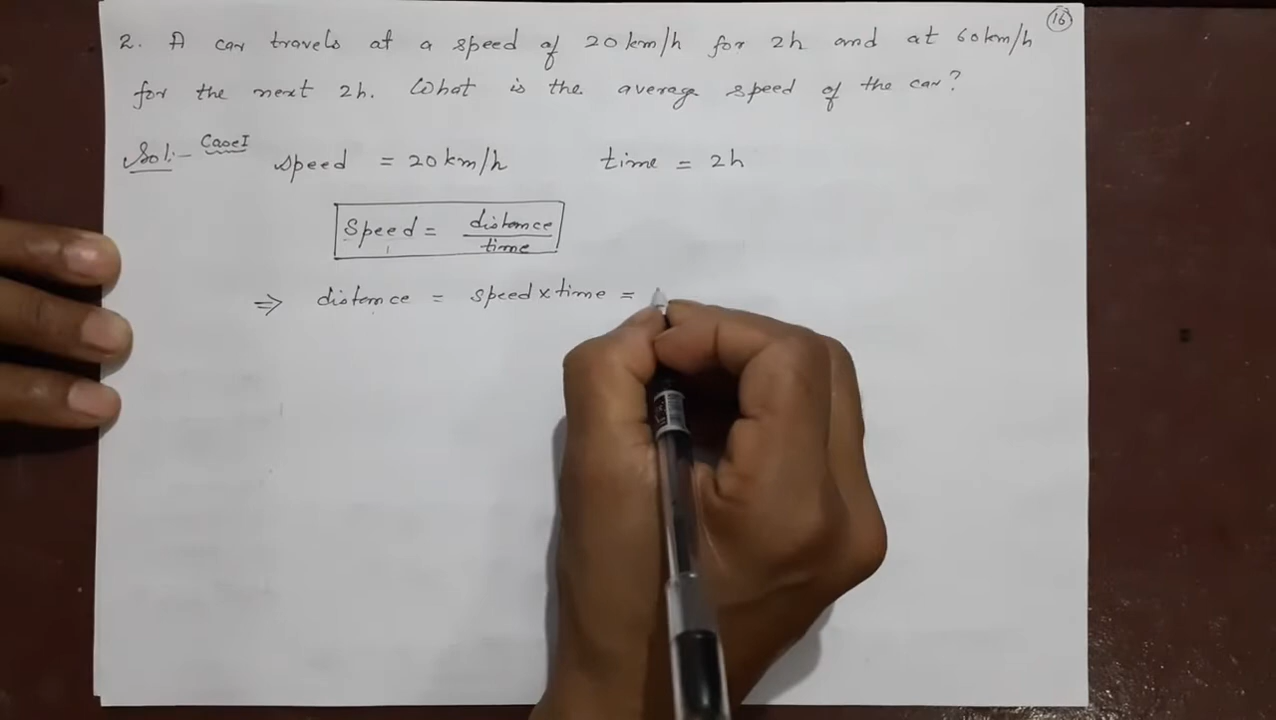 16
2. A car travels at a speed of 20 km/h for 2h and at 60 km/h
for the next 2h. What is the average speed of the car?
Sol:- Case I speed = 20 km/h time = 2h
Speed = distance/time
⇒ distance = speed × time =